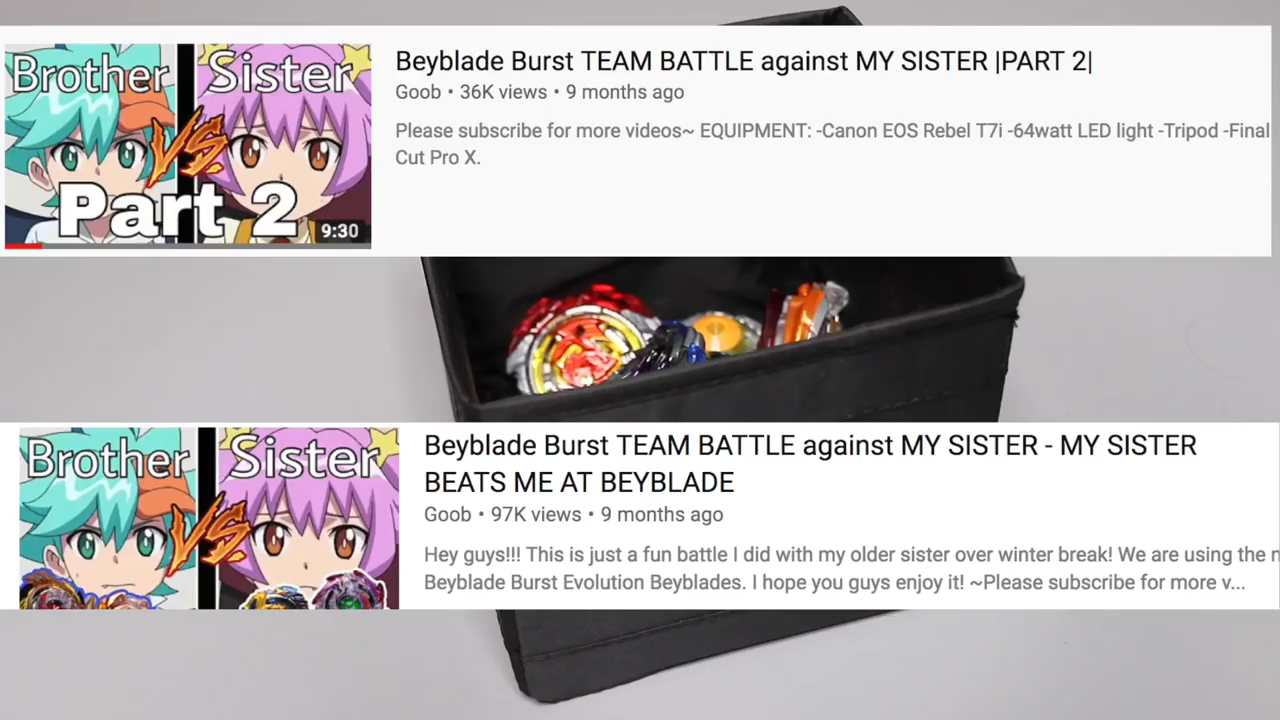 Brother Sister
VS
Part 2
9:30
Beyblade Burst TEAM BATTLE against MY SISTER |PART 2|
Goob • 36K views • 9 months ago
Please subscribe for more videos~ EQUIPMENT: -Canon EOS Rebel T7i -64watt LED light -Tripod -Final
Cut Pro X.
Brother Sister
VS
Beyblade Burst TEAM BATTLE against MY SISTER - MY SISTER
BEATS ME AT BEYBLADE
Goob • 97K views • 9 months ago
Hey guys!!! This is just a fun battle I did with my older sister over winter break! We are using the
Beyblade Burst Evolution Beyblades. I hope you guys enjoy it! ~Please subscribe for more v...